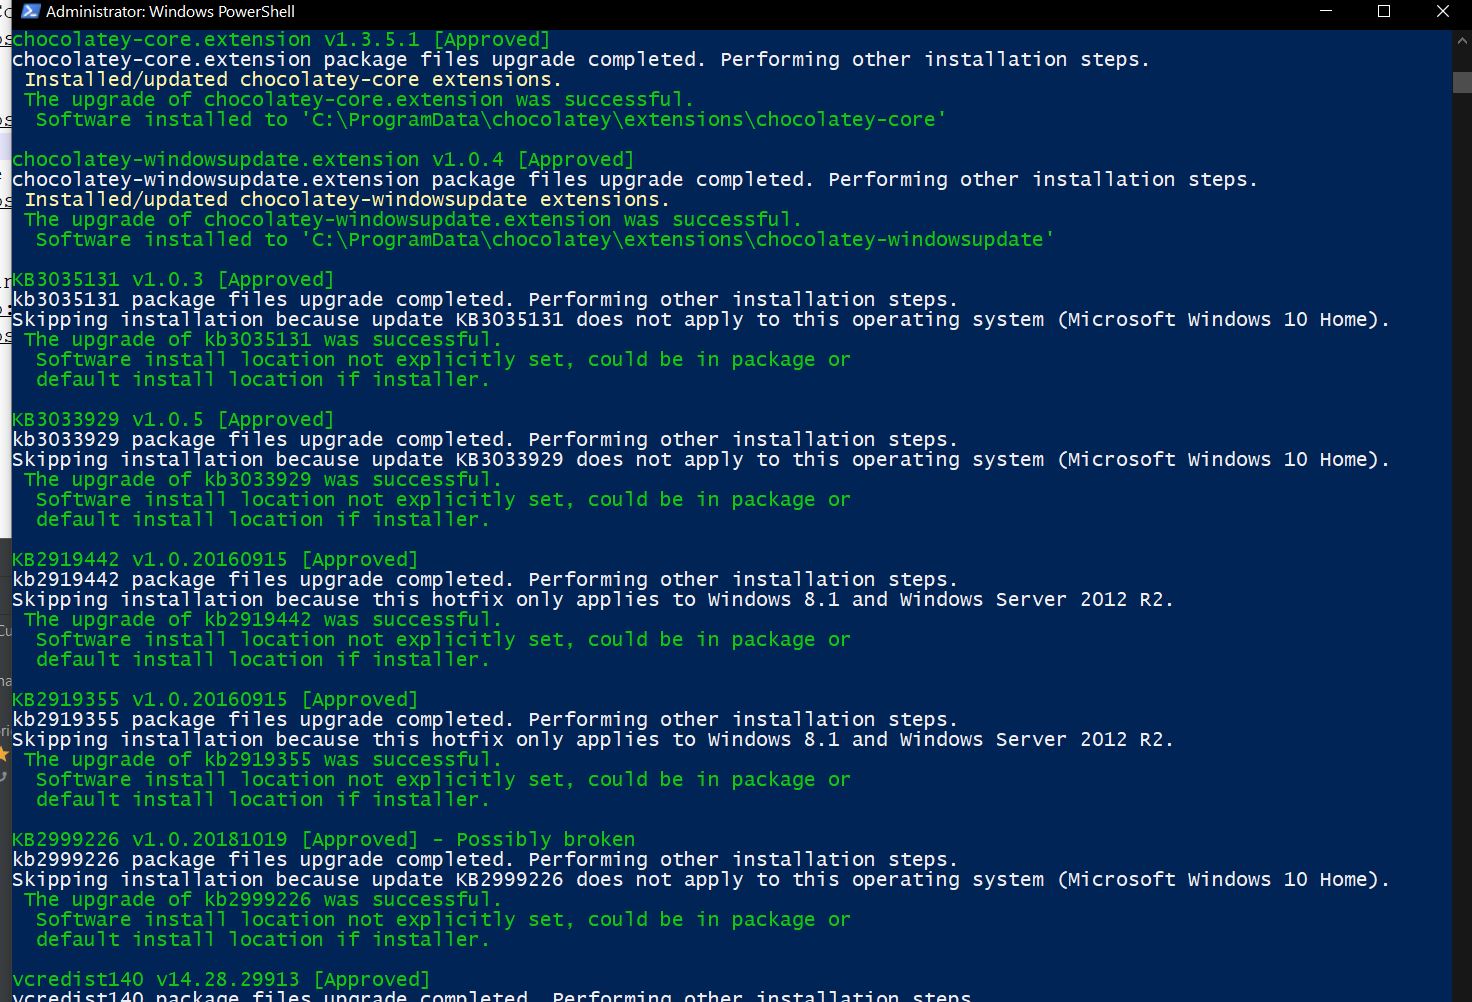 Administrator: Windows PowerShell
chocolatey-core.extension v1.3.5.1 [Approved]
chocolatey-core.extension package files upgrade completed. Performing other installation steps.
Installed/updated chocolatey-core extensions.
The upgrade of chocolatey-core.extension was successful.
Software installed to 'C:\ProgramData\chocolatey\extensions\chocolatey-core'
chocolatey-windowsupdate.extension v1.0.4 [Approved]
chocolatey-windowsupdate.extension package files upgrade completed. Performing other installation steps.
Installed/updated chocolatey-windowsupdate extensions.
The upgrade of chocolatey-windowsupdate.extension was successful.
Software installed to 'C:\ProgramData\chocolatey\extensions\chocolatey-windowsupdate'
KB3035131 v1.0.3 [Approved]
kb3035131 package files upgrade completed. Performing other installation steps.
Skipping installation because update KB3035131 does not apply to this operating system (Microsoft Windows 10 Home).
The upgrade of kb3035131 was successful.
Software install location not explicitly set, could be in package or
default install location if installer.
KB3033929 v1.0.5 [Approved]
kb3033929 package files upgrade completed. Performing other installation steps.
Skipping installation because update KB3033929 does not apply to this operating system (Microsoft Windows 10 Home).
The upgrade of kb3033929 was successful.
Software install location not explicitly set, could be in package or
default install location if installer.
KB2919442 v1.0.20160915 [Approved]
kb2919442 package files upgrade completed. Performing other installation steps.
Skipping installation because this hotfix only applies to Windows 8.1 and Windows Server 2012 R2.
The upgrade of kb2919442 was successful.
Software install location not explicitly set, could be in package or
default install location if installer.
KB2919355 v1.0.20160915 [Approved]
kb2919355 package files upgrade completed. Performing other installation steps.
Skipping installation because this hotfix only applies to Windows 8.1 and Windows Server 2012 R2.
The upgrade of kb2919355 was successful.
Software install location not explicitly set, could be in package or
default install location if installer.
KB2999226 v1.0.20181019 [Approved] - Possibly broken
kb2999226 package files upgrade completed. Performing other installation steps.
Skipping installation because update KB2999226 does not apply to this operating system (Microsoft Windows 10 Home).
The upgrade of kb2999226 was successful.
Software install location not explicitly set, could be in package or
default install location if installer.
vcredist140 v14.28.29913 [Approved]
vcredist140 package files upgrade completed. Performing other installation steps.